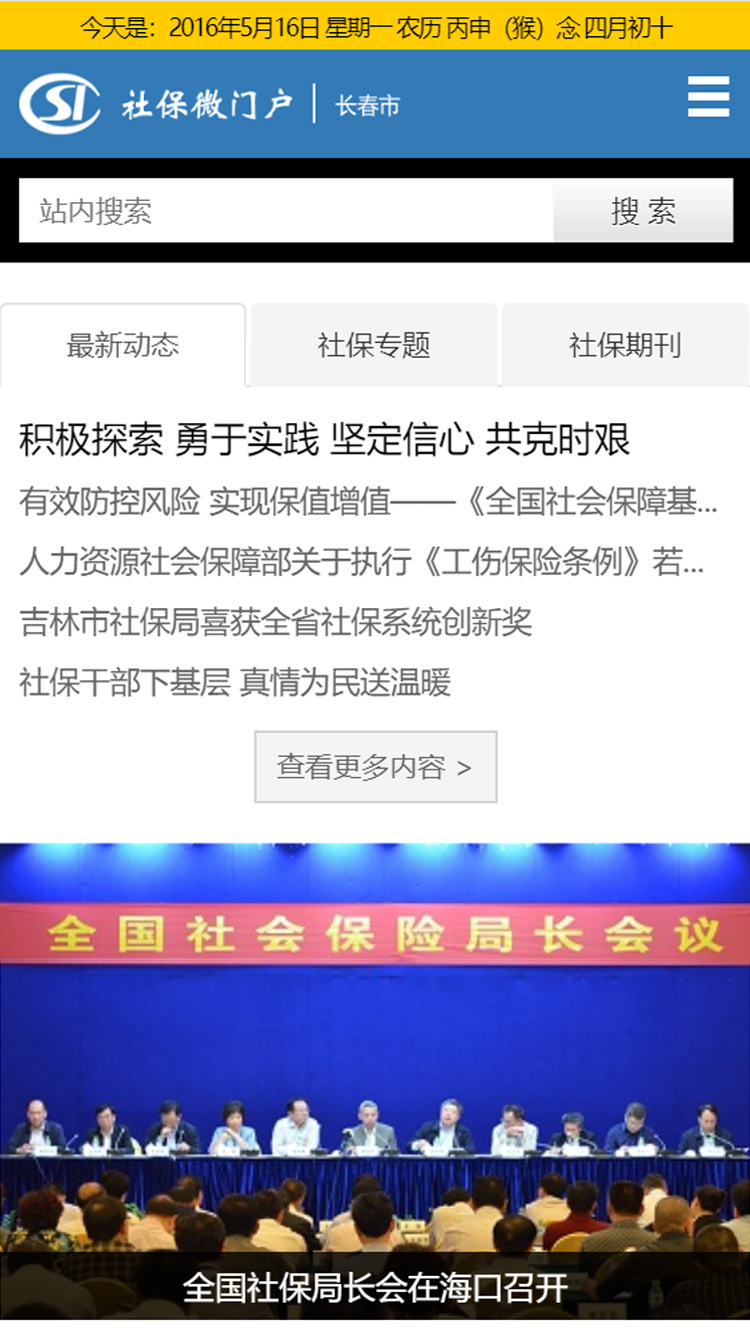 今天是：2016年5月16日 星期一 农历 丙申（猴）念 四月初十
SI 社保微门户 | 长春市
站内搜索 搜 索
最新动态 社保专题 社保期刊
积极探索 勇于实践 坚定信心 共克时艰
有效防控风险 实现保值增值——《全国社会保障基...
人力资源社会保障部关于执行《工伤保险条例》若...
吉林市社保局喜获全省社保系统创新奖
社保干部下基层 真情为民送温暖
查看更多内容 >
全国社会保险局长会议
全国社保局长会在海口召开